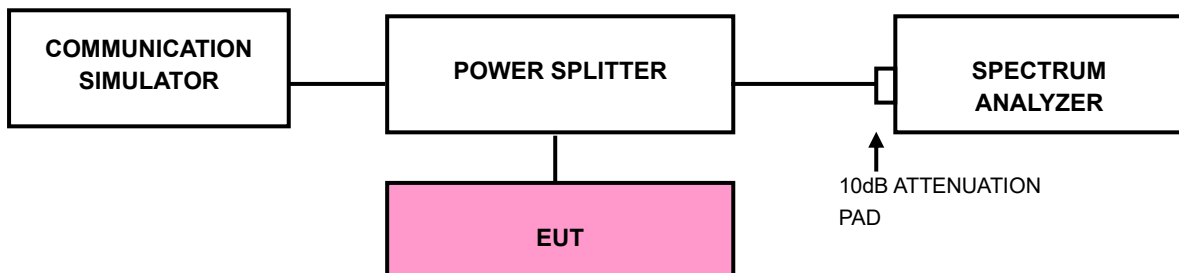 COMMUNICATION
SIMULATOR
POWER SPLITTER
SPECTRUM
ANALYZER
10dB ATTENUATION
PAD
EUT